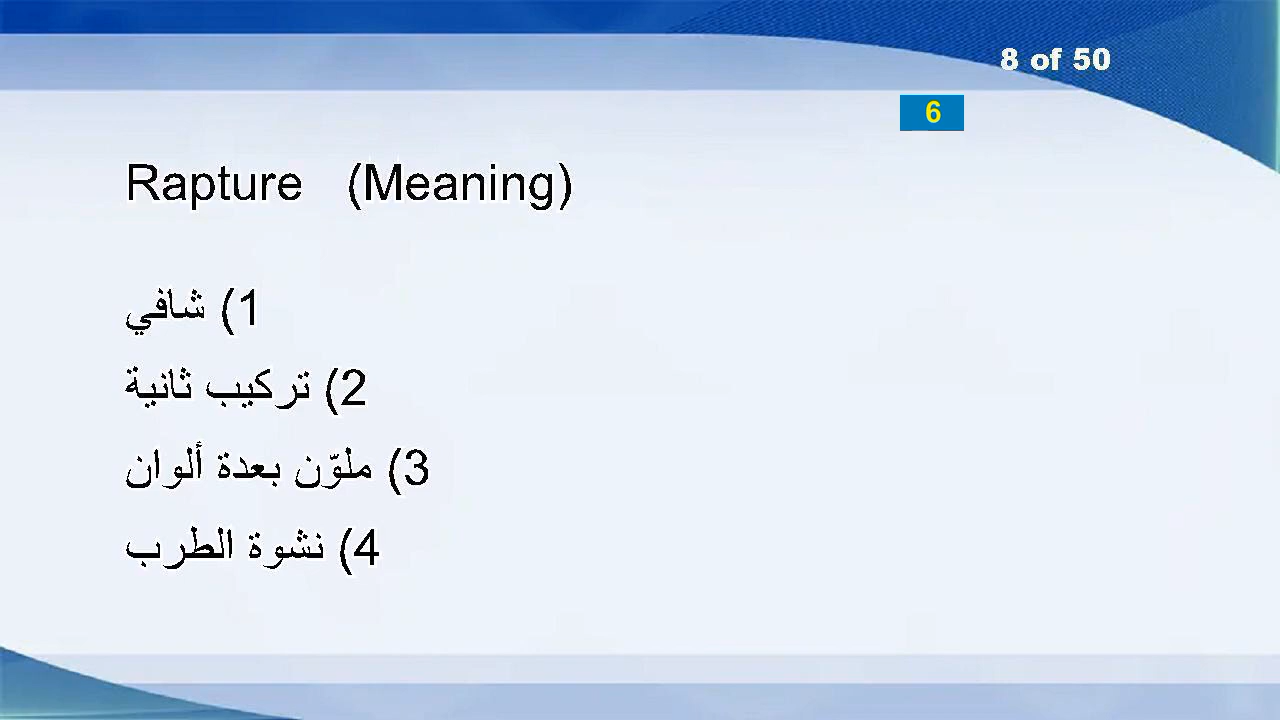 8 of 50
6
Rapture (Meaning)
1) شافي
2) تركيب ثانية
3) ملوّن بعدة ألوان
4) نشوة الطرب